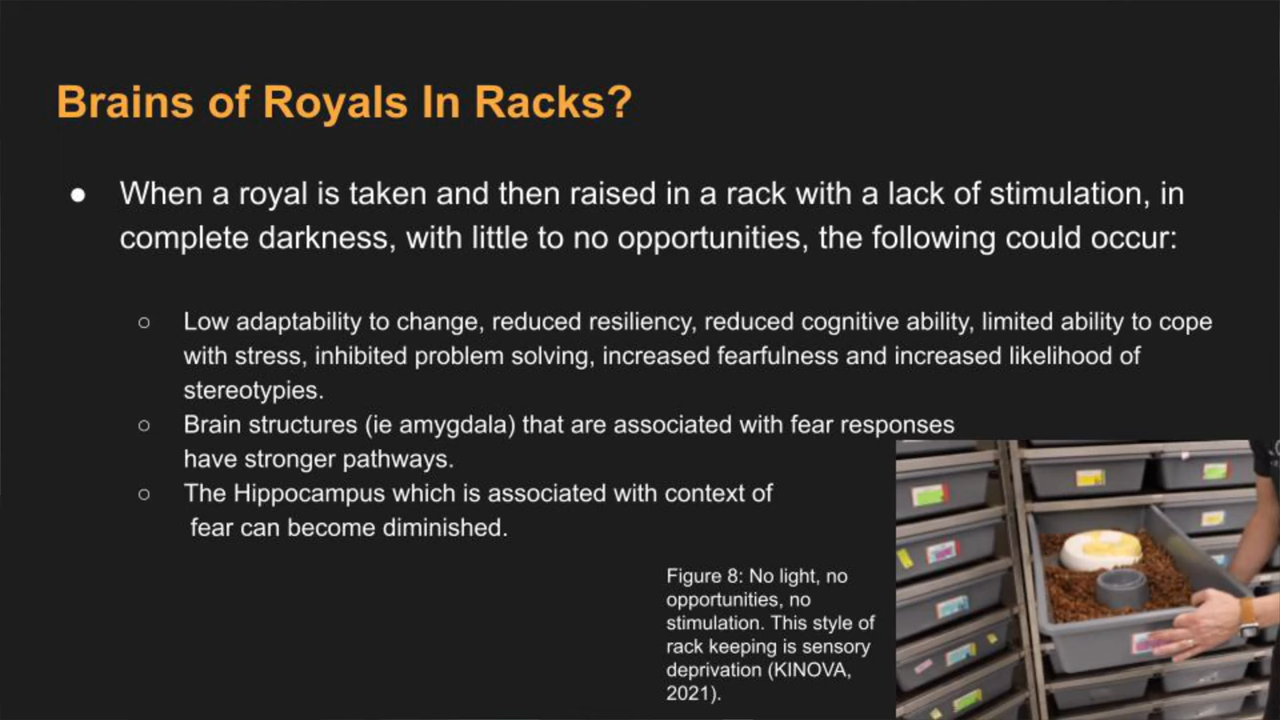 Brains of Royals In Racks?
● When a royal is taken and then raised in a rack with a lack of stimulation, in
complete darkness, with little to no opportunities, the following could occur:
○ Low adaptability to change, reduced resiliency, reduced cognitive ability, limited ability to cope
with stress, inhibited problem solving, increased fearfulness and increased likelihood of
stereotypies.
○ Brain structures (ie amygdala) that are associated with fear responses
have stronger pathways.
○ The Hippocampus which is associated with context of
fear can become diminished.
Figure 8: No light, no
opportunities, no
stimulation. This style of
rack keeping is sensory
deprivation (KINOVA,
2021).